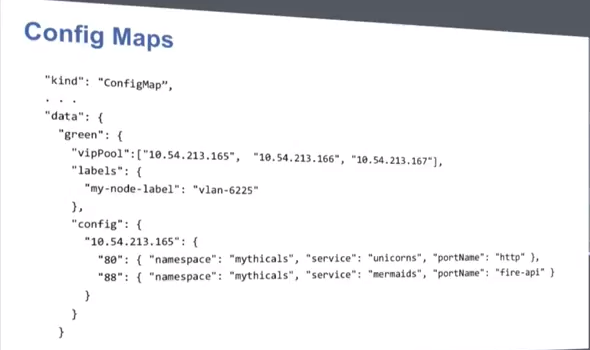 Config Maps
"kind": "ConfigMap",
. . .
"data": {
"green": {
"vipPool":["10.54.213.165", "10.54.213.166", "10.54.213.167"],
"labels": {
"my-node-label": "vlan-6225"
},
"config": {
"10.54.213.165": {
"80": { "namespace": "mythicals", "service": "unicorns", "portName": "http" },
"88": { "namespace": "mythicals", "service": "mermaids", "portName": "fire-api" }
}
}
}